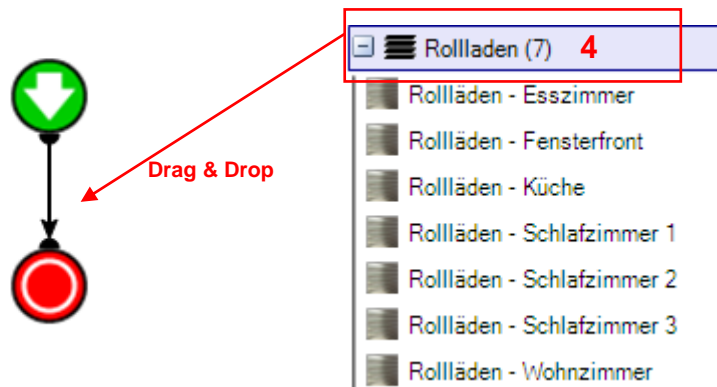 Rollladen (7) 4
Rollläden - Esszimmer
Rollläden - Fensterfront
Drag & Drop
Rollläden - Küche
Rollläden - Schlafzimmer 1
Rollläden - Schlafzimmer 2
Rollläden - Schlafzimmer 3
Rollläden - Wohnzimmer